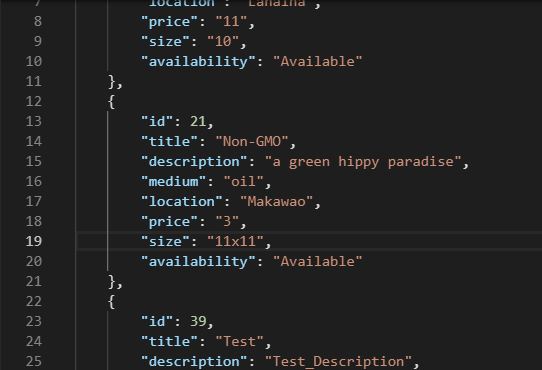 7 "location": "Lahaina",
8 "price": "11",
9 "size": "10",
10 "availability": "Available"
11 },
12 {
13 "id": 21,
14 "title": "Non-GMO",
15 "description": "a green hippy paradise",
16 "medium": "oil",
17 "location": "Makawao",
18 "price": "3",
19 "size": "11x11",
20 "availability": "Available"
21 },
22 {
23 "id": 39,
24 "title": "Test",
25 "description": "Test_Description",